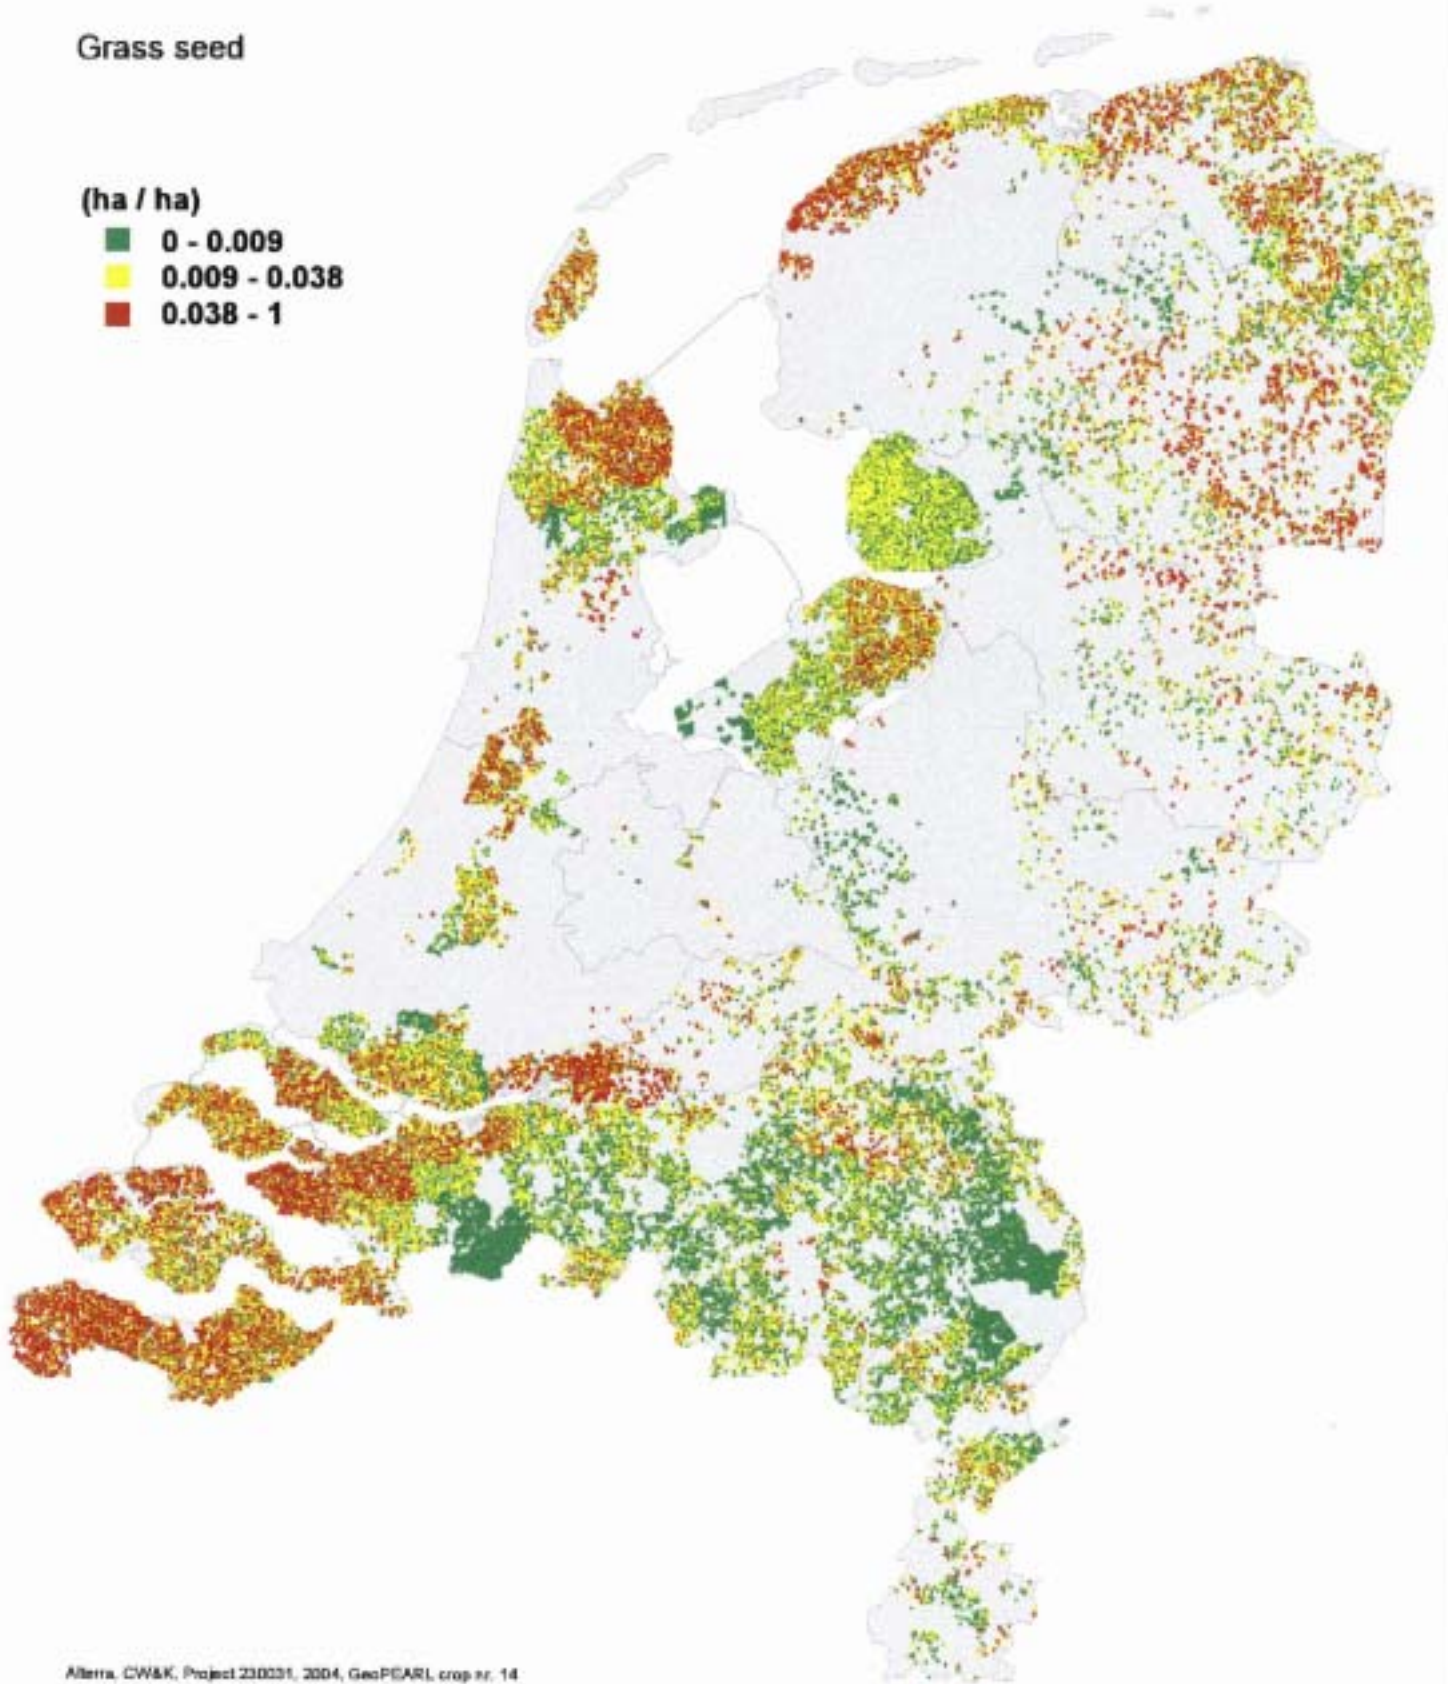 Grass seed
(ha / ha)
0 - 0.009
0.009 - 0.038
0.038 - 1
Alterra, CW&K, Project 230031, 2004, GeoPEARL crop nr. 14